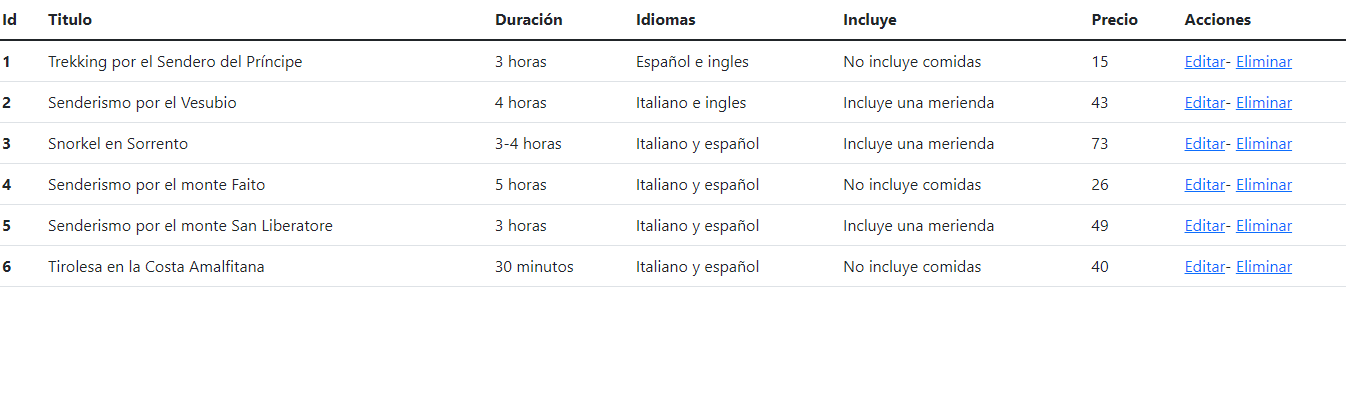 Id Titulo Duración Idiomas Incluye Precio Acciones
1 Trekking por el Sendero del Príncipe 3 horas Español e ingles No incluye comidas 15 Editar- Eliminar
2 Senderismo por el Vesubio 4 horas Italiano e ingles Incluye una merienda 43 Editar- Eliminar
3 Snorkel en Sorrento 3-4 horas Italiano y español Incluye una merienda 73 Editar- Eliminar
4 Senderismo por el monte Faito 5 horas Italiano y español No incluye comidas 26 Editar- Eliminar
5 Senderismo por el monte San Liberatore 3 horas Italiano y español Incluye una merienda 49 Editar- Eliminar
6 Tirolesa en la Costa Amalfitana 30 minutos Italiano y español No incluye comidas 40 Editar- Eliminar